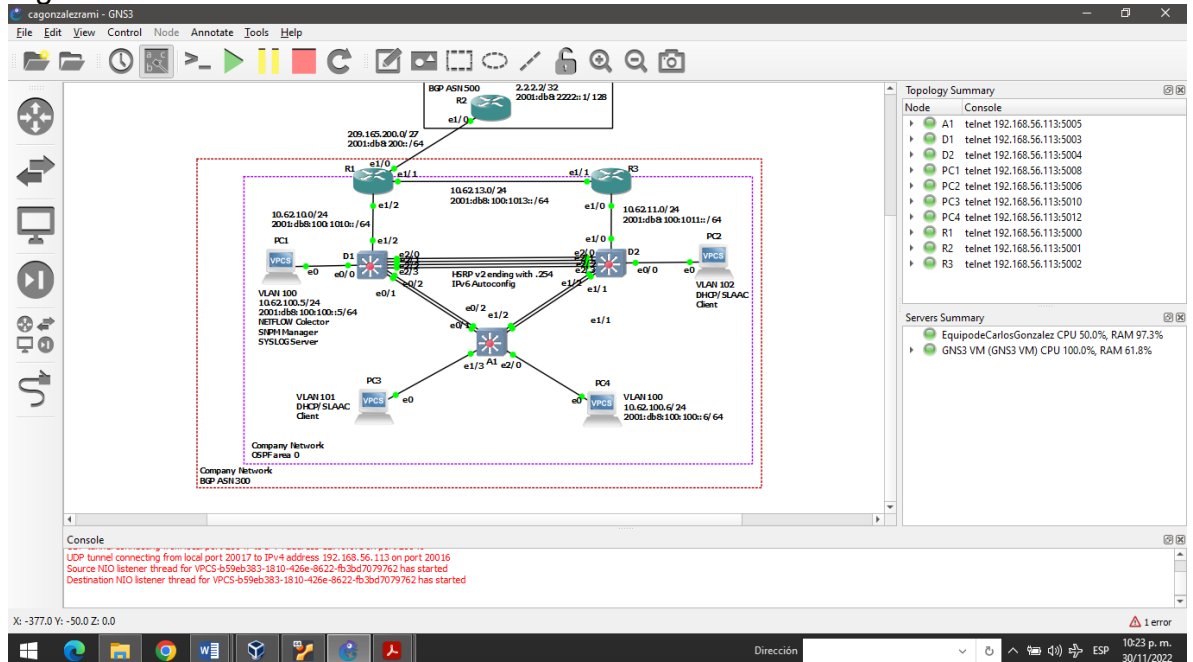 cagonzalezrami - GNS3
File Edit View Control Node Annotate Tools Help
BGP ASN 500
2.2.2.2/32
2001:db8:2222::1/128
R2
e1/0
209.165.200.0/27
2001:db8:200::/64
R1
e1/0
e1/1
e1/1
R3
10.62.13.0/24
2001:db8:100:1013::/64
e1/2
e1/0
10.62.10.0/24
2001:db8:100:1010::/64
10.62.11.0/24
2001:db8:100:1011::/64
PC1
VPCS
e0
e1/2
D1
e0/0
e2/0
e2/3
e0/2
e0/1
HSRP v2 ending with .254
IPv6 Autoconfig
e1/0
D2
e2/0
e2/3
e0/0
e1/2
e1/1
PC2
VPCS
e0
VLAN 102
DHCP/SLAAC
Client
VLAN 100
10.62.100.5/24
2001:db8:100:100::5/64
NETFLOW Colector
SNPM Manager
SYSLOG Server
e0/2
e1/2
e0/1
e1/1
e1/3
A1
e2/0
PC3
VLAN 101
DHCP/SLAAC
Client
VPCS
e0
PC4
e0
VPCS
VLAN 100
10.62.100.6/24
2001:db8:100:100::6/64
Company Network
OSPF area 0
Company Network
BGP ASN 300
Topology Summary
Node Console
A1 telnet 192.168.56.113:5005
D1 telnet 192.168.56.113:5003
D2 telnet 192.168.56.113:5004
PC1 telnet 192.168.56.113:5008
PC2 telnet 192.168.56.113:5006
PC3 telnet 192.168.56.113:5010
PC4 telnet 192.168.56.113:5012
R1 telnet 192.168.56.113:5000
R2 telnet 192.168.56.113:5001
R3 telnet 192.168.56.113:5002
Servers Summary
EquipodeCarlosGonzalez CPU 50.0%, RAM 97.3%
GNS3 VM (GNS3 VM) CPU 100.0%, RAM 61.8%
Console
UDP tunnel connecting from local port 20017 to IPv4 address 192.168.56.113 on port 20016
Source NIO listener thread for VPCS-b59eb383-1810-426e-8622-fb3bd7079762 has started
Destination NIO listener thread for VPCS-b59eb383-1810-426e-8622-fb3bd7079762 has started
X: -377.0 Y: -50.0 Z: 0.0
1 error
Dirección
ESP
10:23 p. m.
30/11/2022